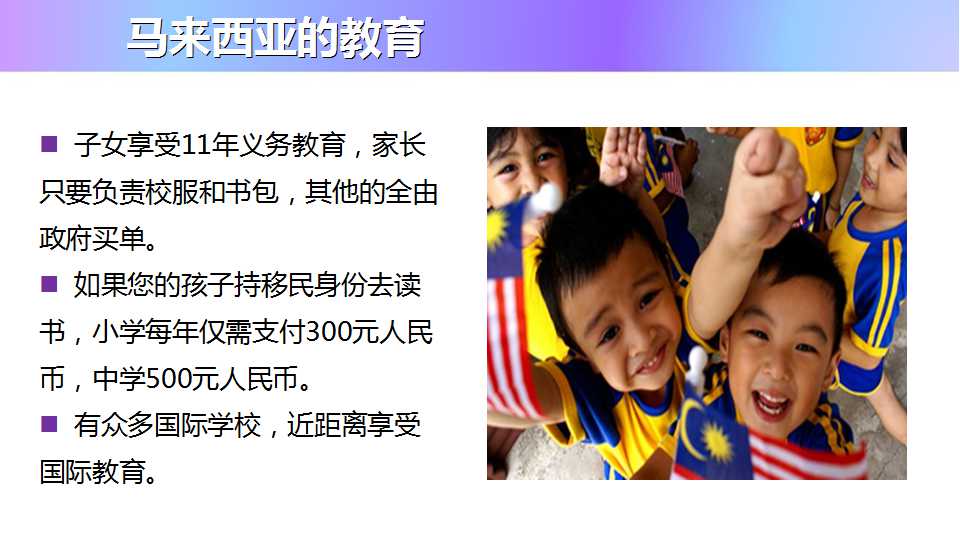 马来西亚的教育
子女享受11年义务教育，家长
只要负责校服和书包，其他的全由
政府买单。
如果您的孩子持移民身份去读
书，小学每年仅需支付300元人民
币，中学500元人民币。
有众多国际学校，近距离享受
国际教育。